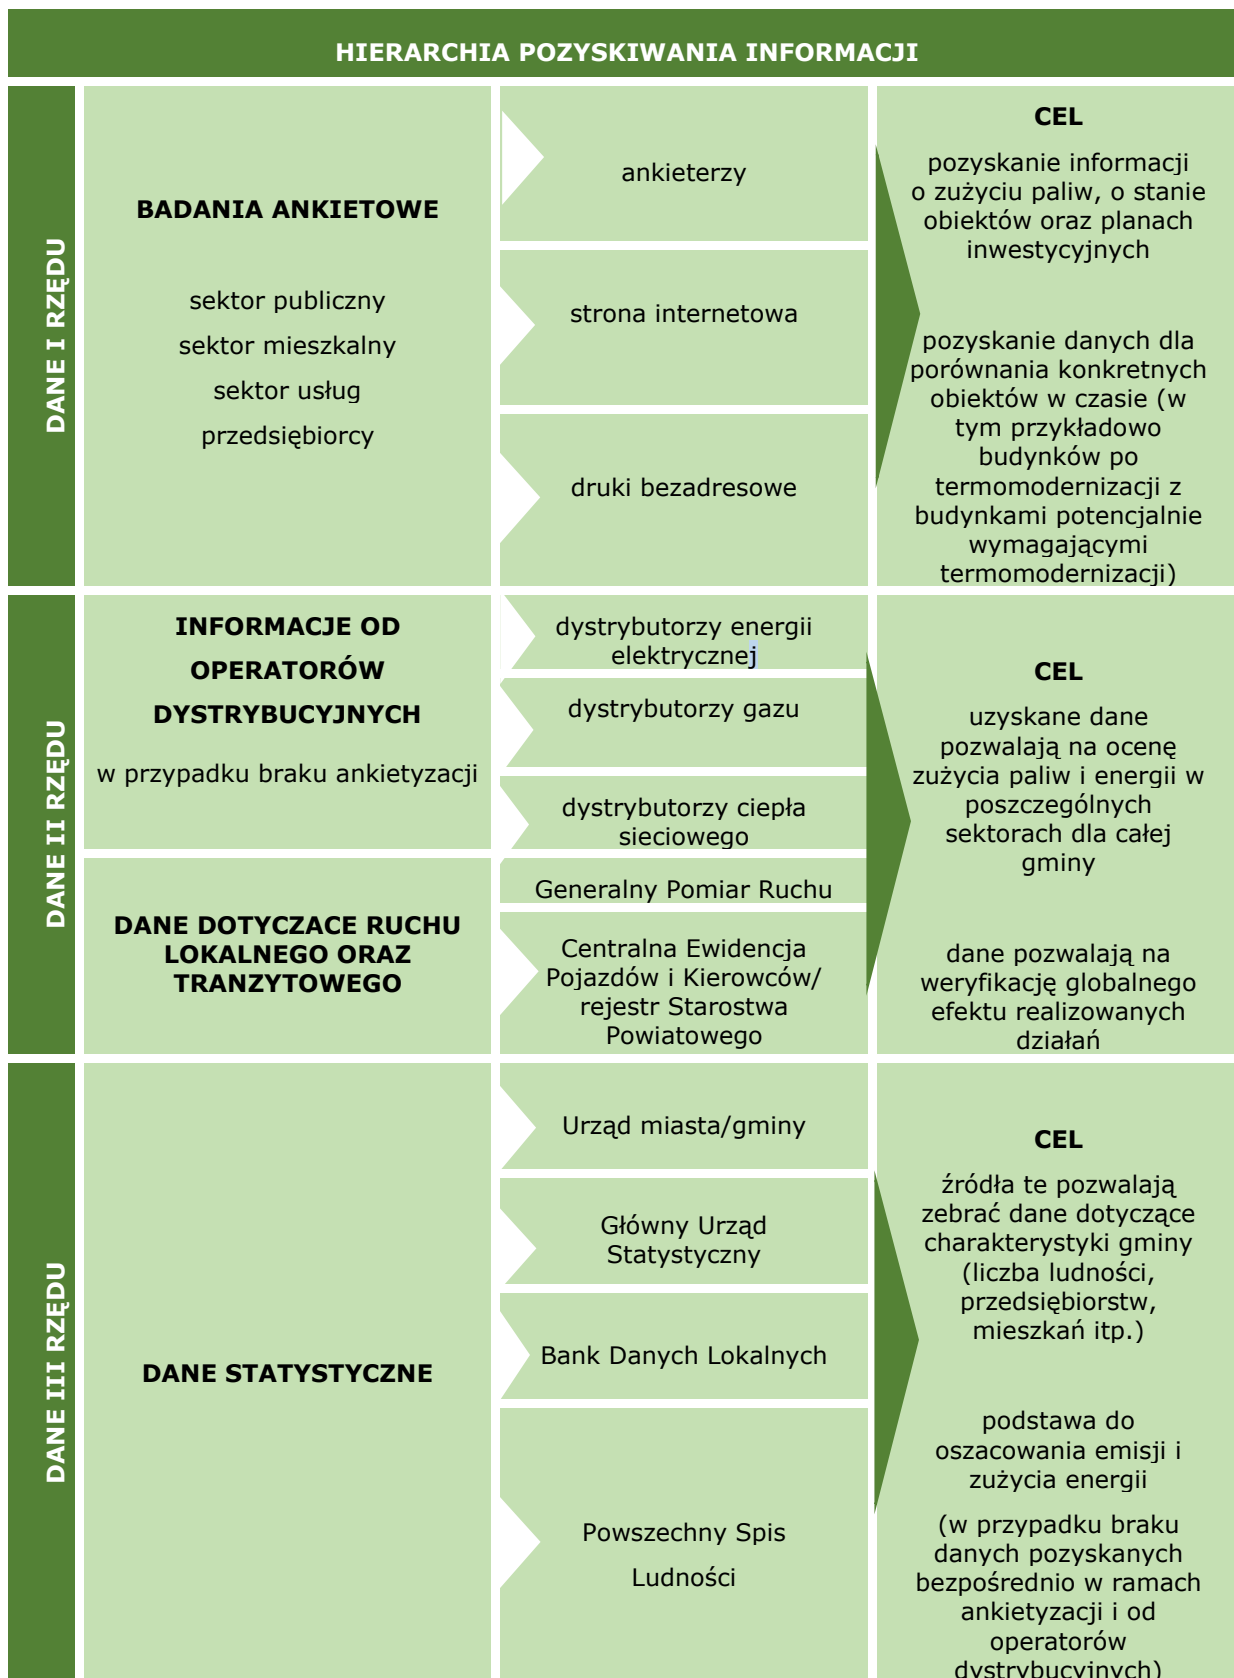 HIERARCHIA POZYSKIWANIA INFORMACJI
DANE I RZĘDU
BADANIA ANKIETOWE
sektor publiczny
sektor mieszkalny
sektor usług
przedsiębiorcy
ankieterzy
strona internetowa
druki bezadresowe
CEL
pozyskanie informacji
o zużyciu paliw, o stanie
obiektów oraz planach
inwestycyjnych
pozyskanie danych dla
porównania konkretnych
obiektów w czasie (w
tym przykładowo
budynków po
termomodernizacji z
budynkami potencjalnie
wymagającymi
termomodernizacji)
DANE II RZĘDU
INFORMACJE OD
OPERATORÓW
DYSTRYBUCYJNYCH
w przypadku braku ankietyzacji
dystrybutorzy energii
elektrycznej
dystrybutorzy gazu
dystrybutorzy ciepła
sieciowego
DANE DOTYCZACE RUCHU
LOKALNEGO ORAZ
TRANZYTOWEGO
Generalny Pomiar Ruchu
Centralna Ewidencja
Pojazdów i Kierowców/
rejestr Starostwa
Powiatowego
CEL
uzyskane dane
pozwalają na ocenę
zużycia paliw i energii w
poszczególnych
sektorach dla całej
gminy
dane pozwalają na
weryfikację globalnego
efektu realizowanych
działań
DANE III RZĘDU
DANE STATYSTYCZNE
Urząd miasta/gminy
Główny Urząd
Statystyczny
Bank Danych Lokalnych
Powszechny Spis
Ludności
CEL
źródła te pozwalają
zebrać dane dotyczące
charakterystyki gminy
(liczba ludności,
przedsiębiorstw,
mieszkań itp.)
podstawa do
oszacowania emisji i
zużycia energii
(w przypadku braku
danych pozyskanych
bezpośrednio w ramach
ankietyzacji i od
operatorów
dystrybucyjnych)